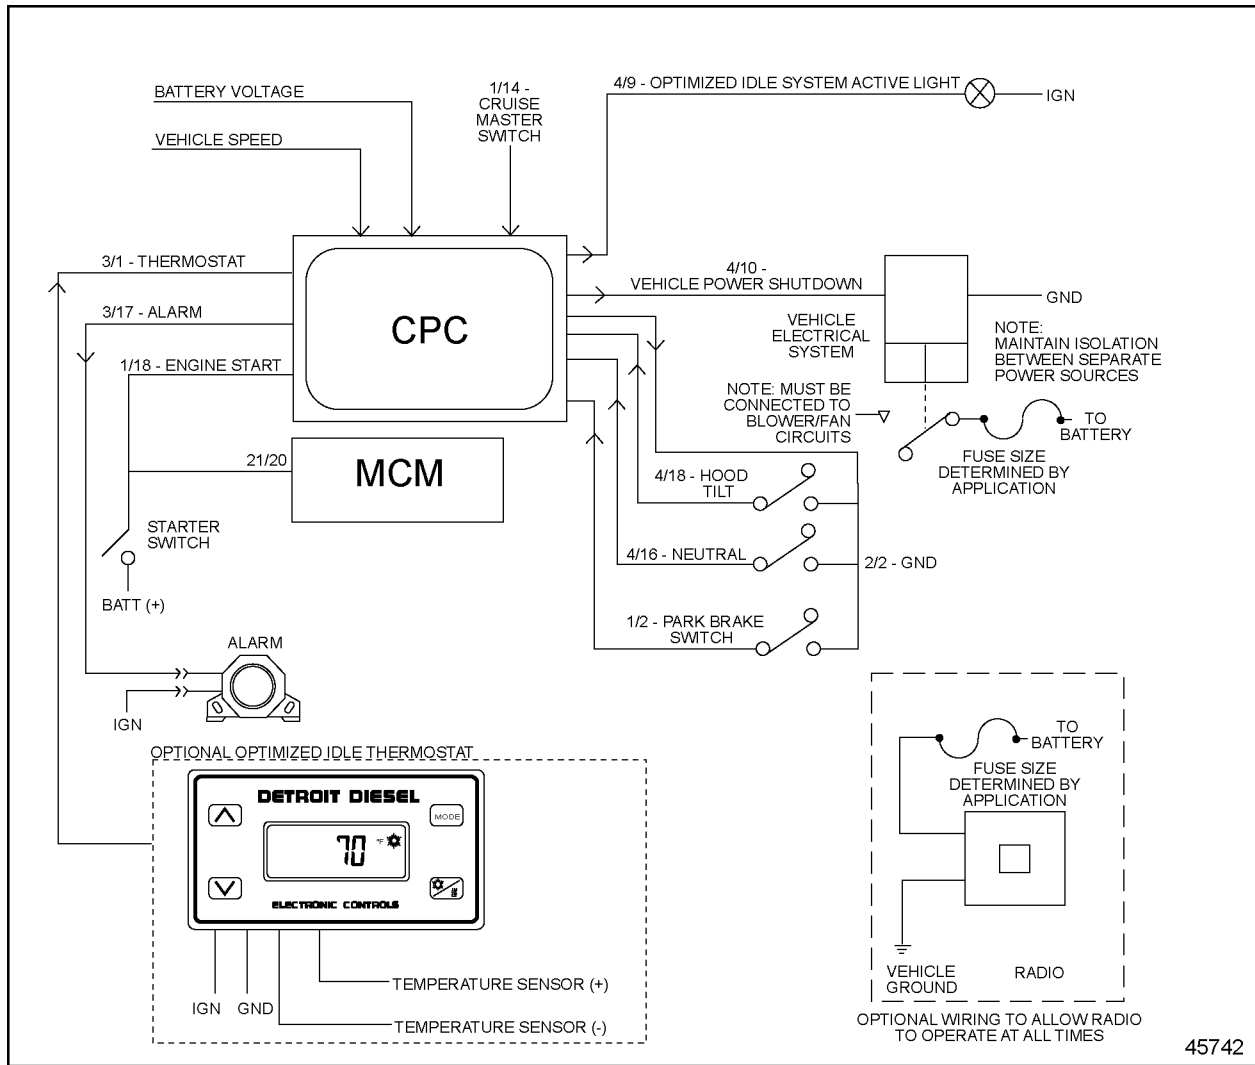 BATTERY VOLTAGE
VEHICLE SPEED
1/14 -
CRUISE
MASTER
SWITCH
4/9 - OPTIMIZED IDLE SYSTEM ACTIVE LIGHT
IGN
3/1 - THERMOSTAT
3/17 - ALARM
1/18 - ENGINE START
CPC
4/10 -
VEHICLE POWER SHUTDOWN
GND
VEHICLE
ELECTRICAL
SYSTEM
NOTE:
MAINTAIN ISOLATION
BETWEEN SEPARATE
POWER SOURCES
NOTE: MUST BE
CONNECTED TO
BLOWER/FAN
CIRCUITS
TO
BATTERY
FUSE SIZE
DETERMINED BY
APPLICATION
21/20
MCM
STARTER
SWITCH
BATT (+)
4/18 - HOOD
TILT
4/16 - NEUTRAL
2/2 - GND
1/2 - PARK BRAKE
SWITCH
ALARM
IGN
OPTIONAL OPTIMIZED IDLE THERMOSTAT
DETROIT DIESEL
MODE
70 °F
ELECTRONIC CONTROLS
IGN
GND
TEMPERATURE SENSOR (+)
TEMPERATURE SENSOR (-)
TO
BATTERY
FUSE SIZE
DETERMINED BY
APPLICATION
VEHICLE
GROUND
RADIO
OPTIONAL WIRING TO ALLOW RADIO
TO OPERATE AT ALL TIMES
45742